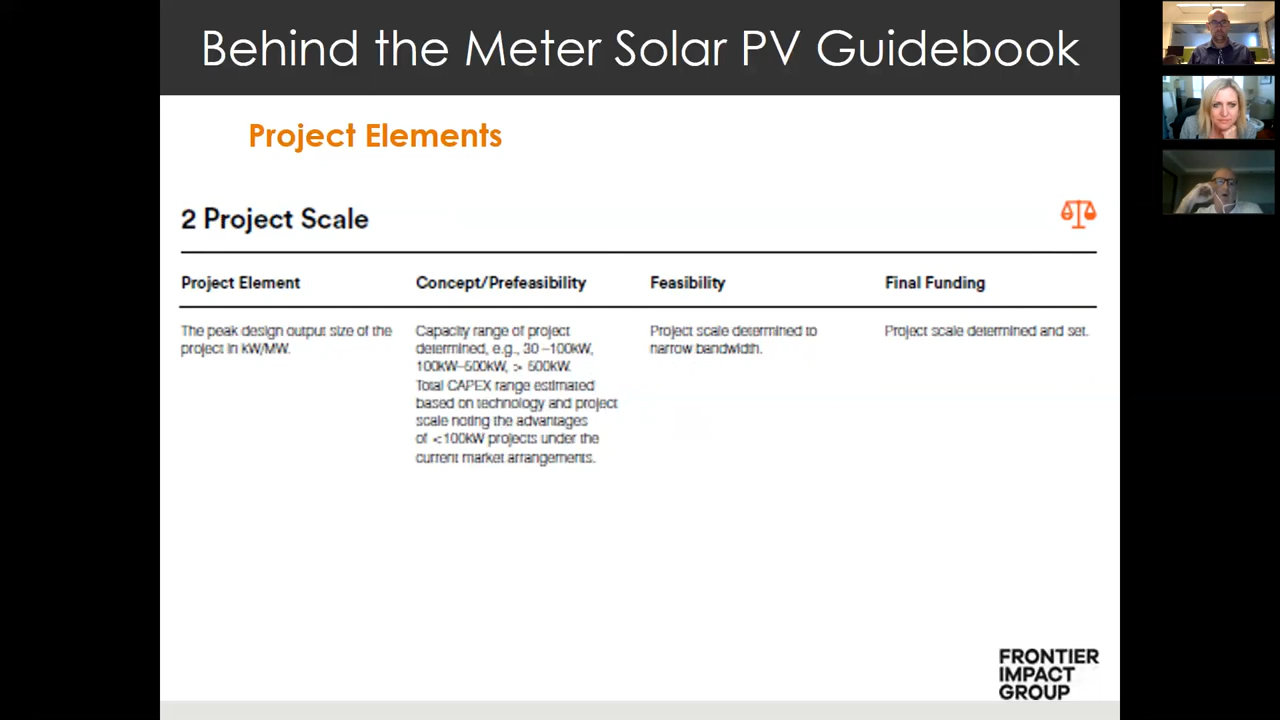 Behind the Meter Solar PV Guidebook
Project Elements
2 Project Scale
Project Element
Concept/Prefeasibility
Feasibility
Final Funding
The peak design output size of the
project in kW/MW.
Capacity range of project
determined, e.g., 30 –100kW,
100kW–500kW, > 500kW.
Total CAPEX range estimated
based on technology and project
scale noting the advantages
of <100kW projects under the
current market arrangements.
Project scale determined to
narrow bandwidth.
Project scale determined and set.
FRONTIER
IMPACT
GROUP